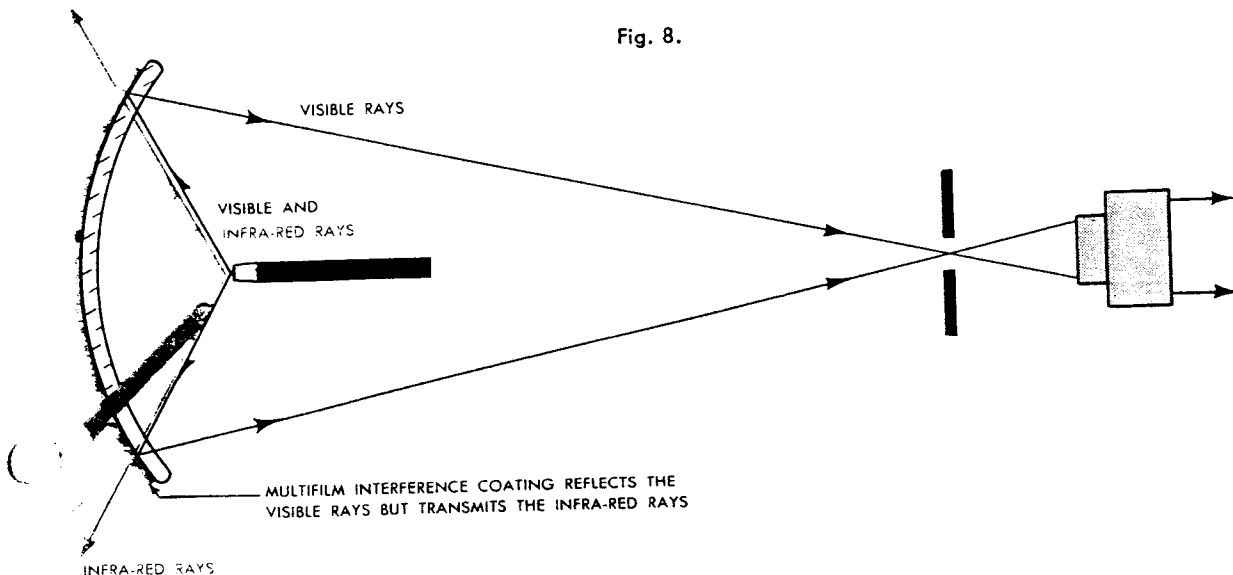 Fig. 8.
VISIBLE RAYS
VISIBLE AND
INFRA-RED RAYS
MULTIFILM INTERFERENCE COATING REFLECTS THE
VISIBLE RAYS BUT TRANSMITS THE INFRA-RED RAYS
INFRA-RED RAYS